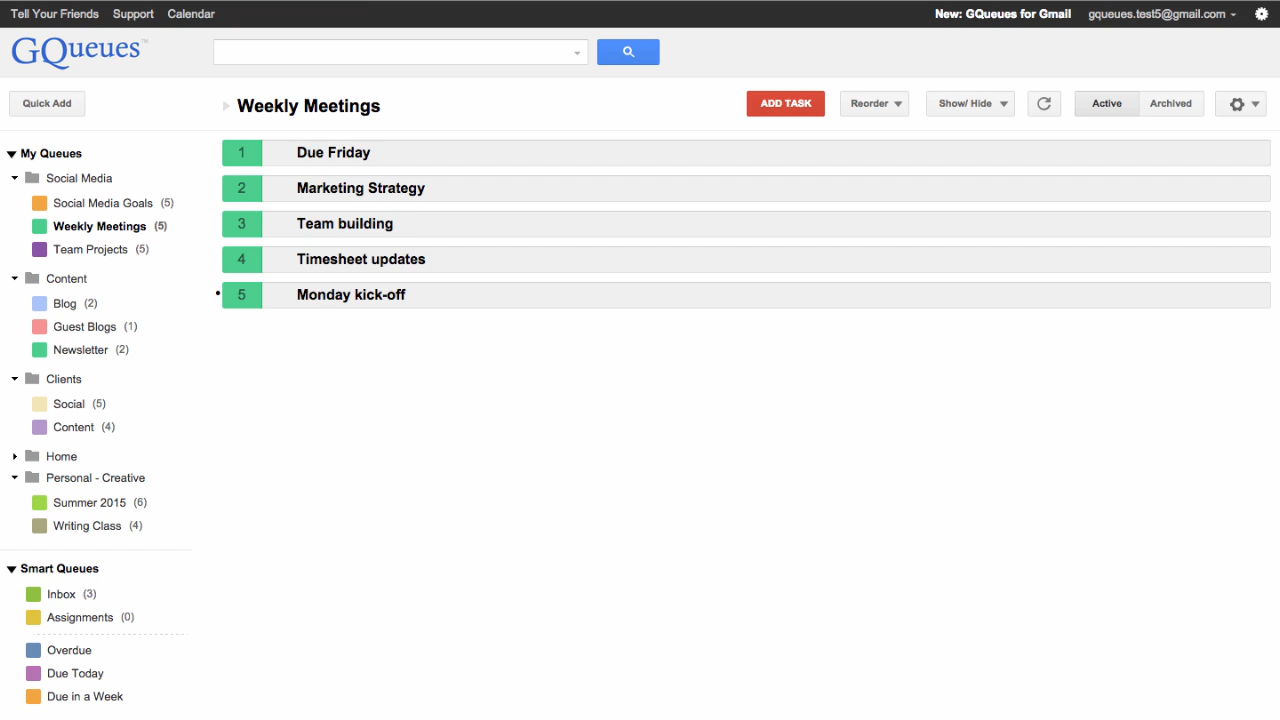 Tell Your Friends Support Calendar New: GQueues for Gmail gqueues.test5@gmail.com
GQueues™
Quick Add Weekly Meetings ADD TASK Reorder Show/ Hide Active Archived
My Queues
Social Media
Social Media Goals (5)
Weekly Meetings (5)
Team Projects (5)
Content
Blog (2)
Guest Blogs (1)
Newsletter (2)
Clients
Social (5)
Content (4)
Home
Personal - Creative
Summer 2015 (6)
Writing Class (4)
Smart Queues
Inbox (3)
Assignments (0)
Overdue
Due Today
Due in a Week
1 Due Friday
2 Marketing Strategy
3 Team building
4 Timesheet updates
5 Monday kick-off